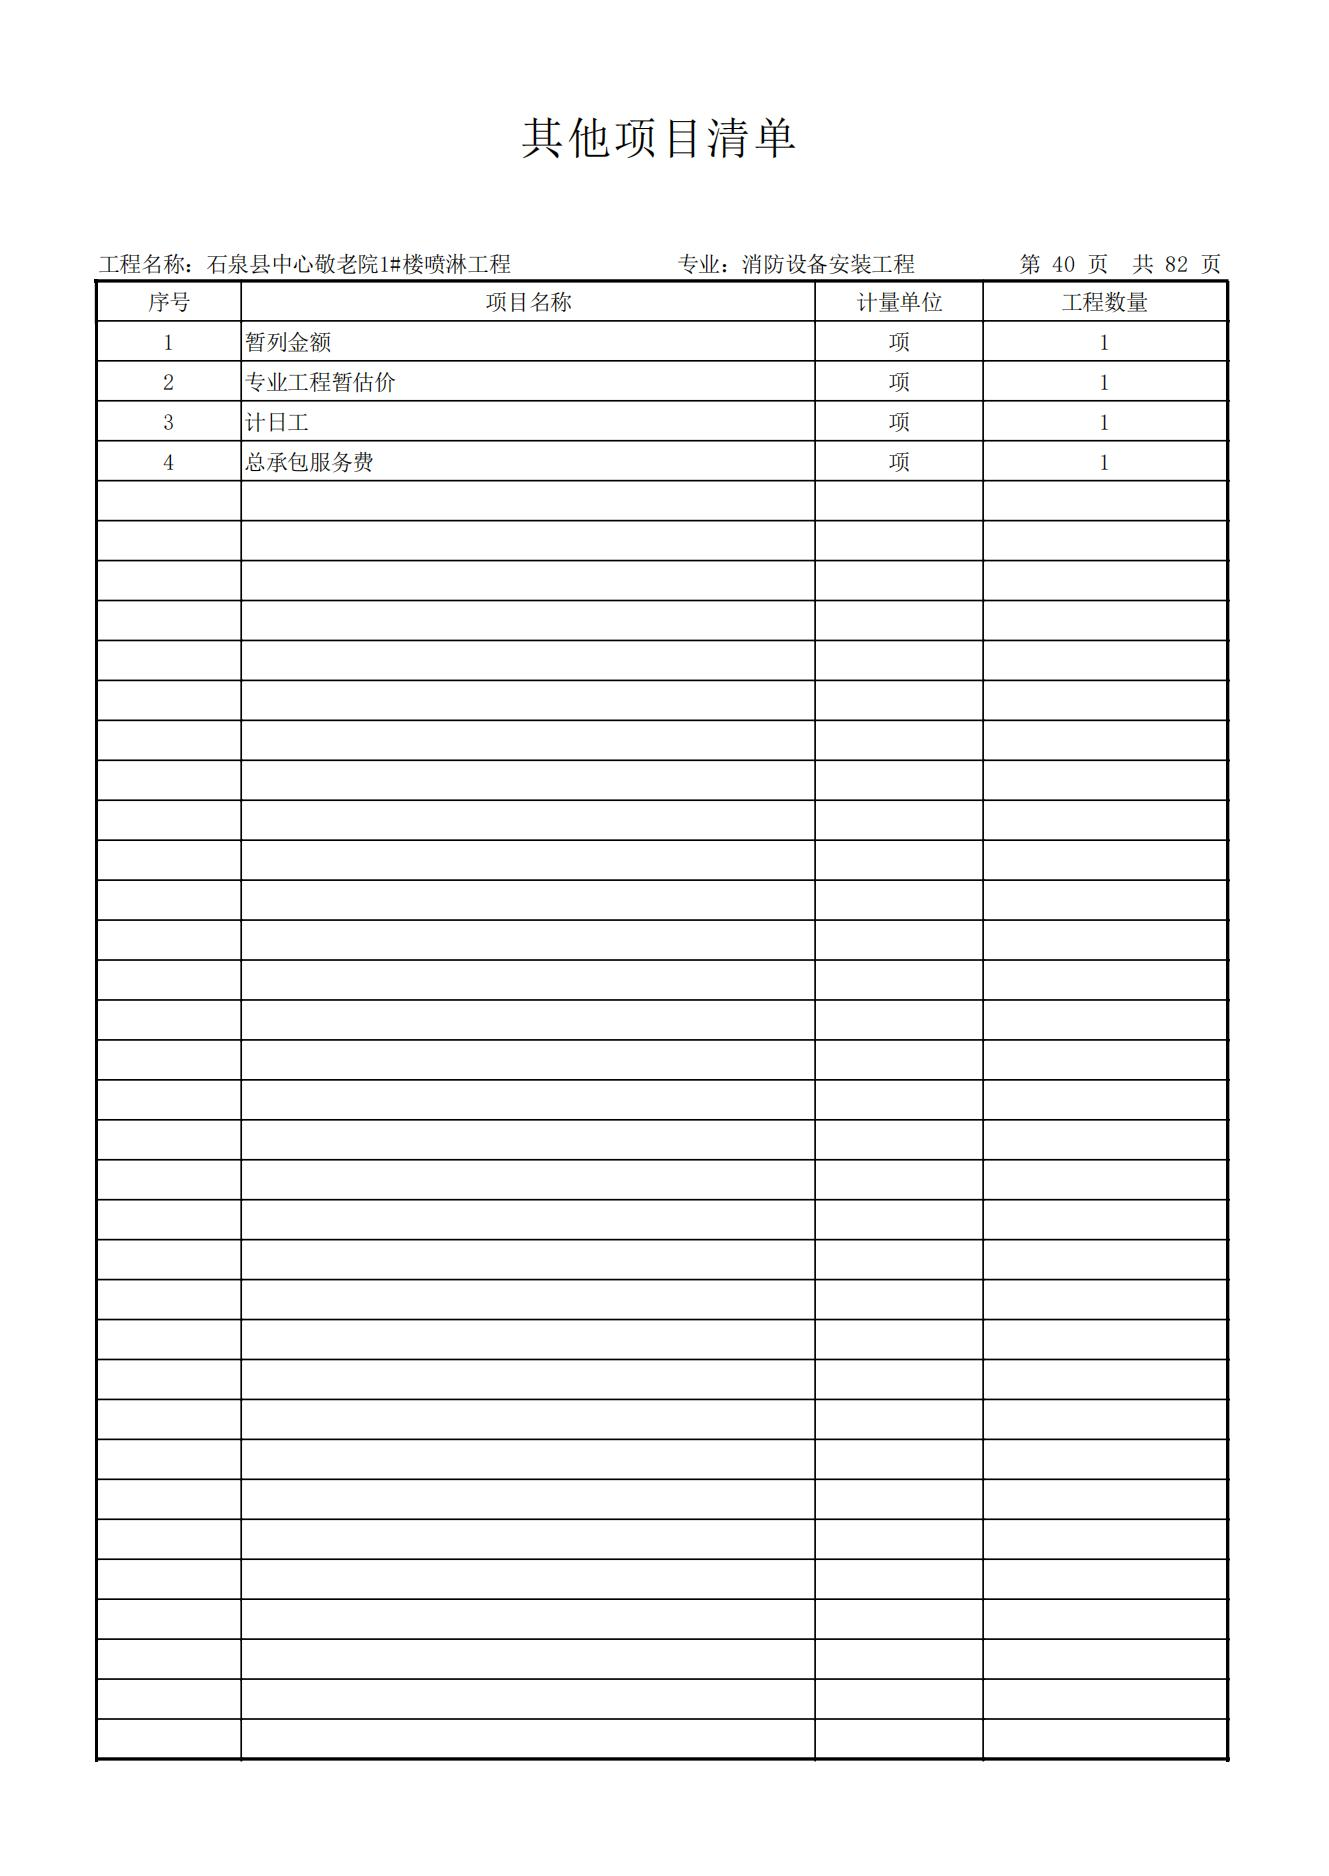 其他项目清单
工程名称：石泉县中心敬老院1#楼喷淋工程 专业：消防设备安装工程 第 40 页 共 82 页
序号 项目名称 计量单位 工程数量
1 暂列金额 项 1
2 专业工程暂估价 项 1
3 计日工 项 1
4 总承包服务费 项 1